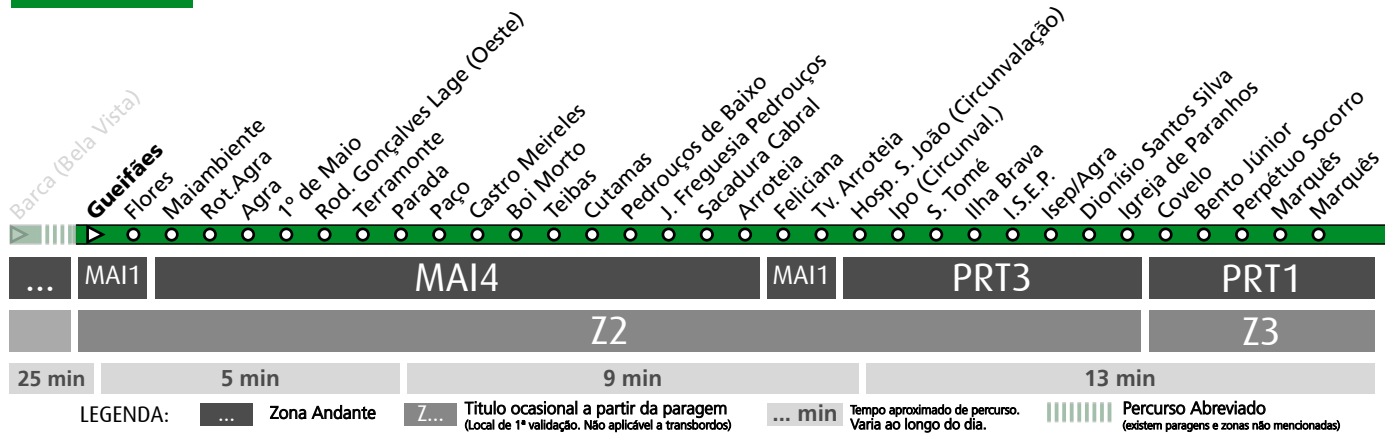 Barca (Bela Vista)
Gueifães
Flores
Maiambiente
Rot.Agra
Agra
1º de Maio
Rod. Gonçalves Lage (Oeste)
Terramonte
Parada
Paço
Castro Meireles
Boi Morto
Teibas
Cutamas
Pedrouços de Baixo
J. Freguesia Pedrouços
Sacadura Cabral
Arroteia
Feliciana
Tv. Arroteia
Hosp. S. João (Circunvalação)
Ipo (Circunval.)
S. Tomé
Ilha Brava
I.S.E.P.
Isep/Agra
Dionísio Santos Silva
Igreja de Paranhos
Covelo
Bento Júnior
Perpétuo Socorro
Marquês
Marquês
... MAI1 MAI4 MAI1 PRT3 PRT1
Z2 Z3
25 min 5 min 9 min 13 min
LEGENDA:
... Zona Andante
Z... Titulo ocasional a partir da paragem
(Local de 1ª validação. Não aplicável a transbordos)
... min Tempo aproximado de percurso.
Varia ao longo do dia.
Percurso Abreviado
(existem paragens e zonas não mencionadas)